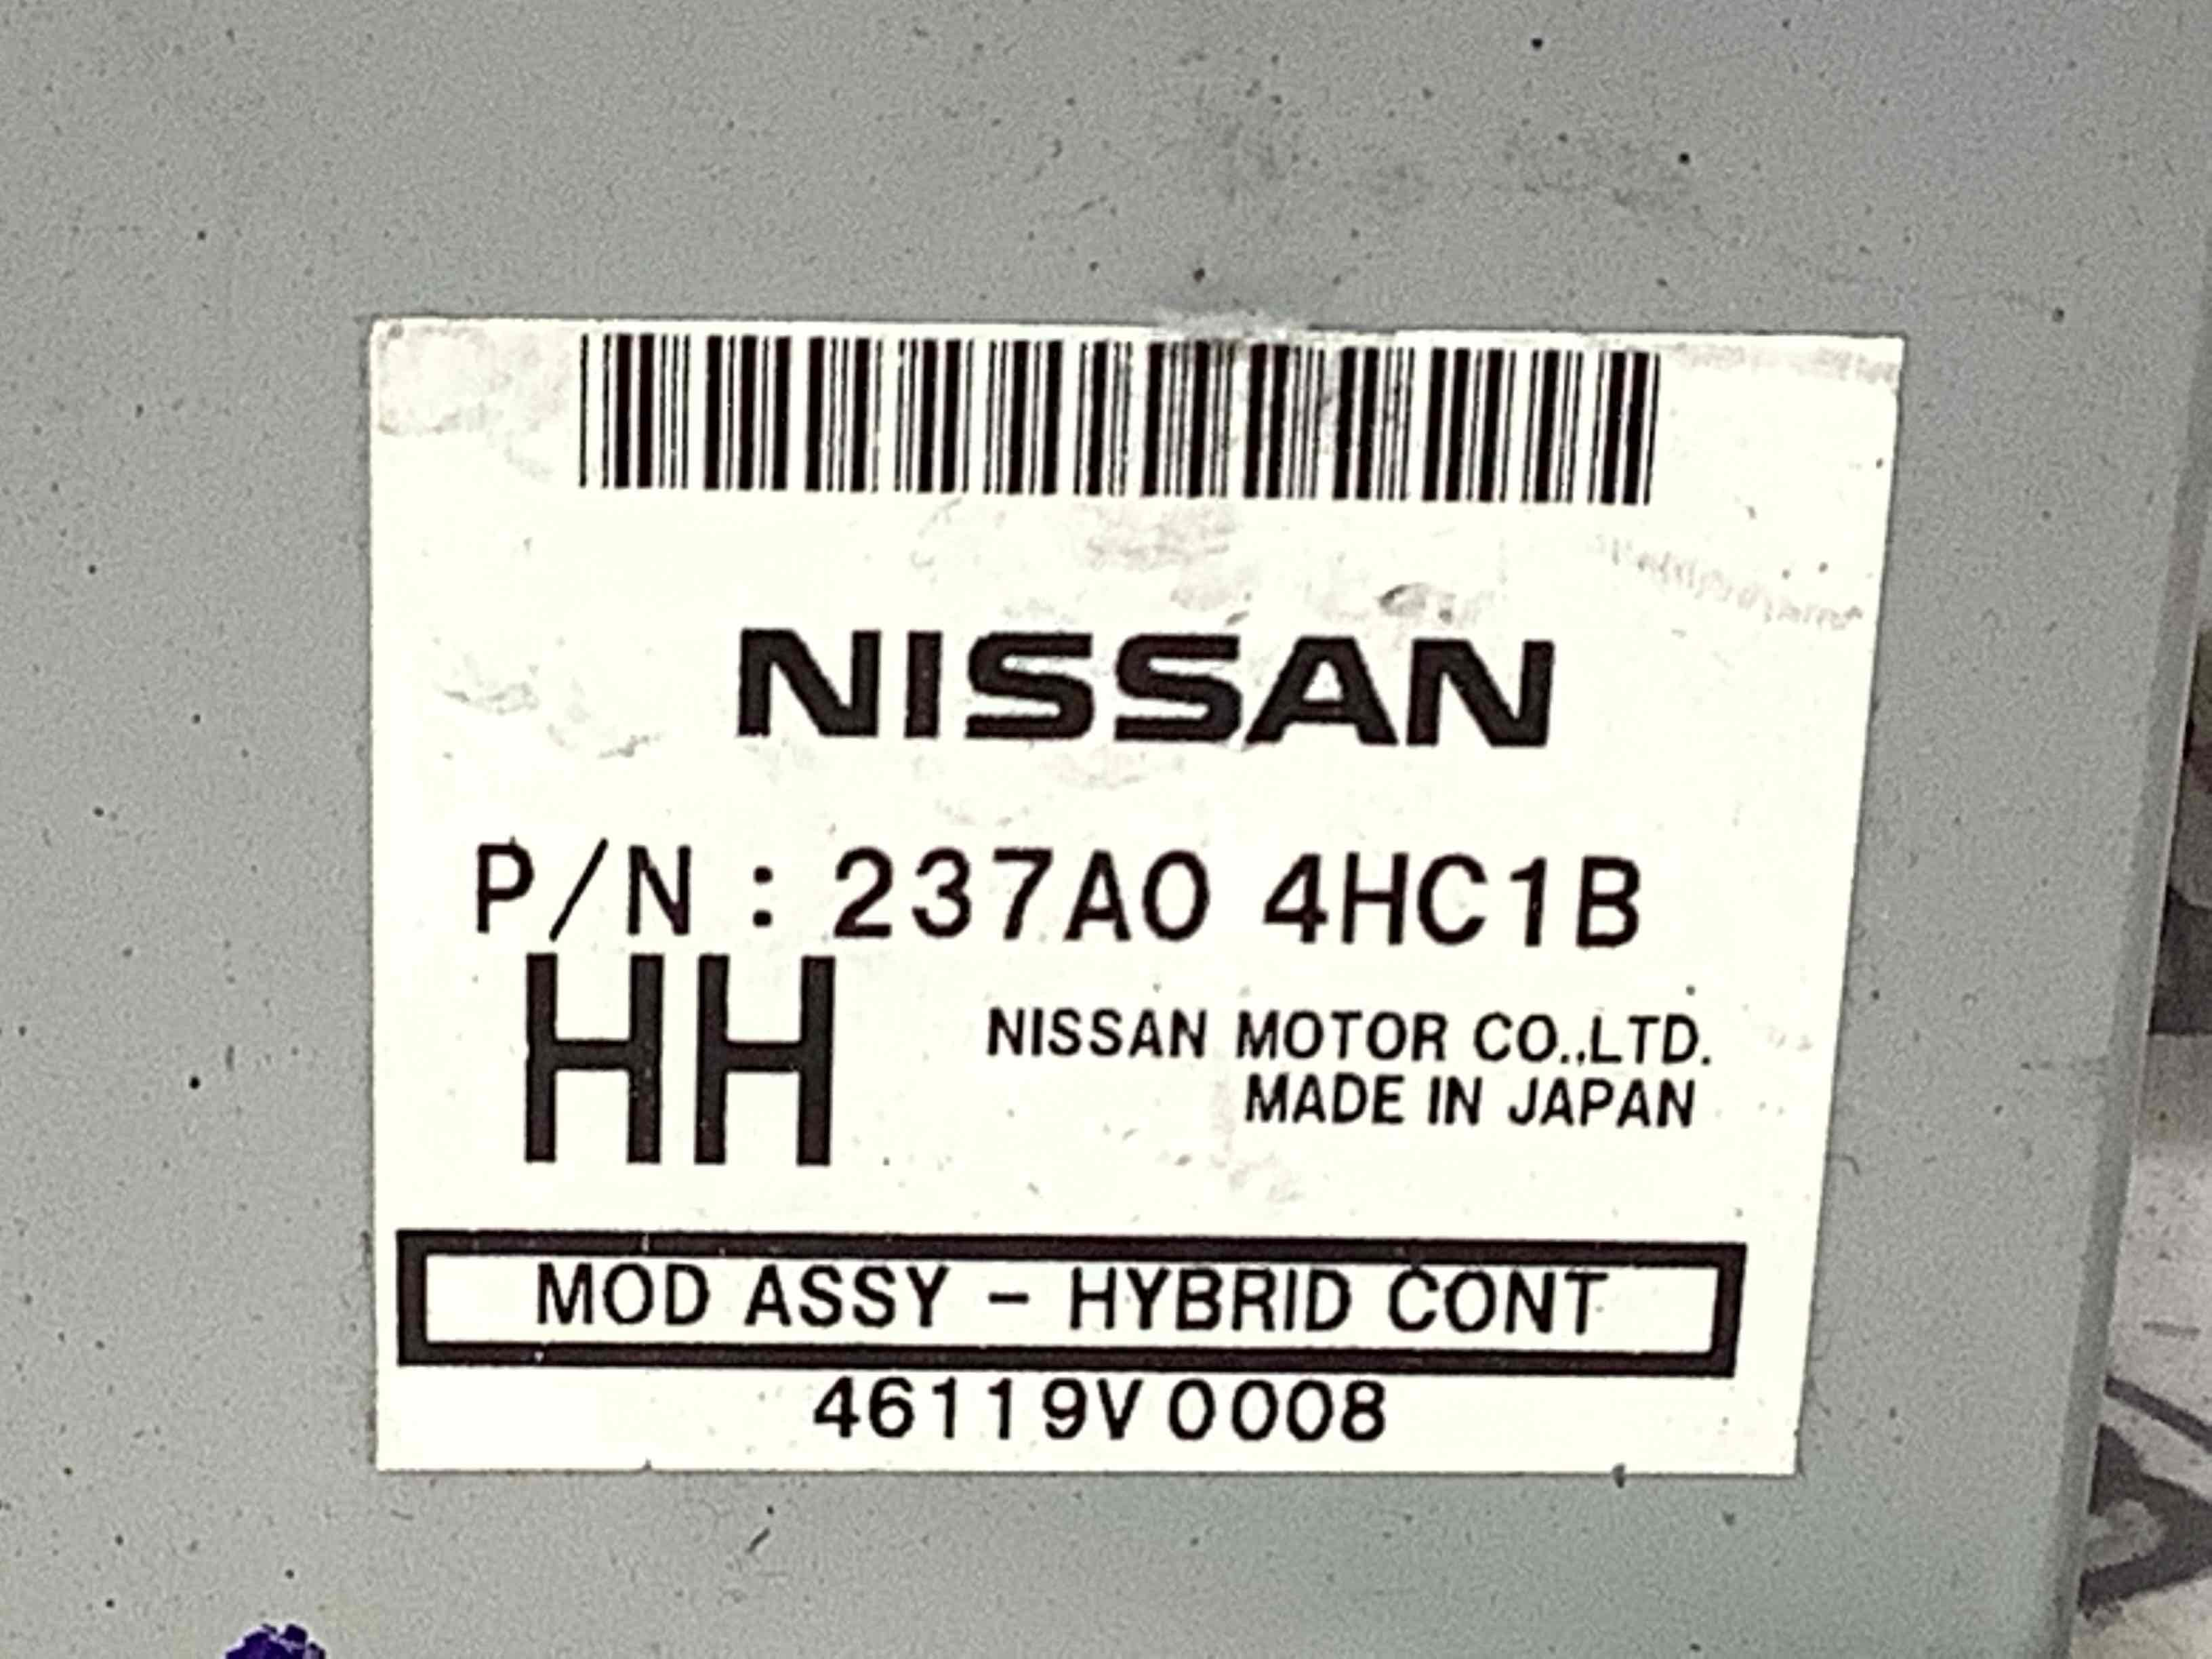 NISSAN
P/N : 237A0 4HC1B
HH
NISSAN MOTOR CO.,LTD.
MADE IN JAPAN
MOD ASSY - HYBRID CONT
46119V0008